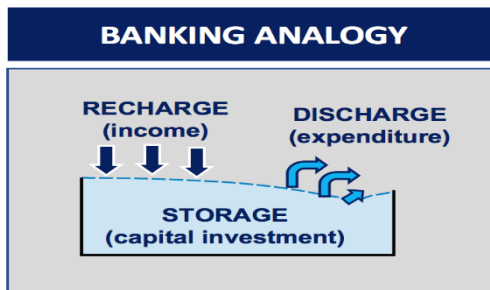 BANKING ANALOGY
RECHARGE
(income)
DISCHARGE
(expenditure)
STORAGE
(capital investment)